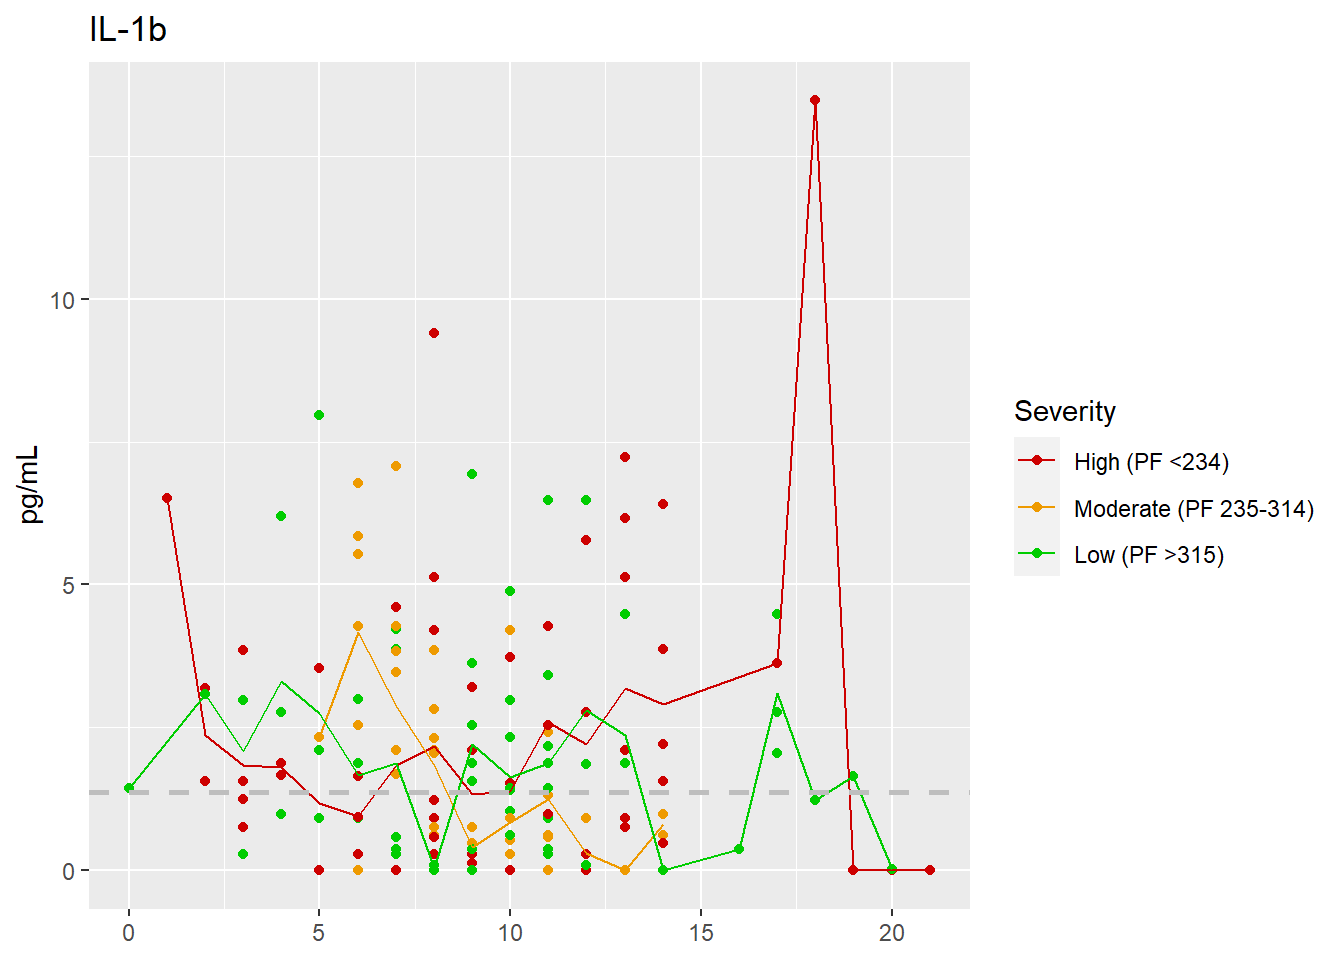 IL-1b
10
5
0
pg/mL
0
5
10
15
20
Severity
High (PF <234)
Moderate (PF 235-314)
Low (PF >315)